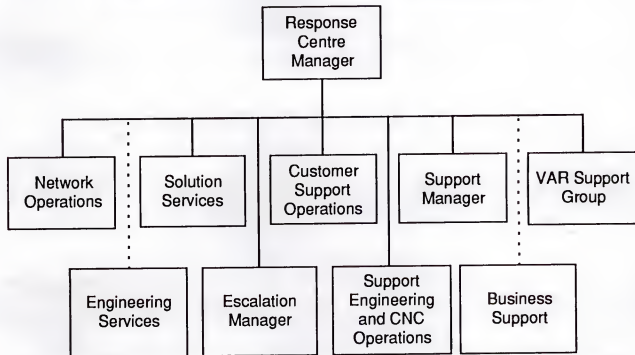 Response
Centre
Manager
Network
Operations
Solution
Services
Customer
Support
Operations
Support
Manager
VAR Support
Group
Engineering
Services
Escalation
Manager
Support
Engineering
and CNC
Operations
Business
Support